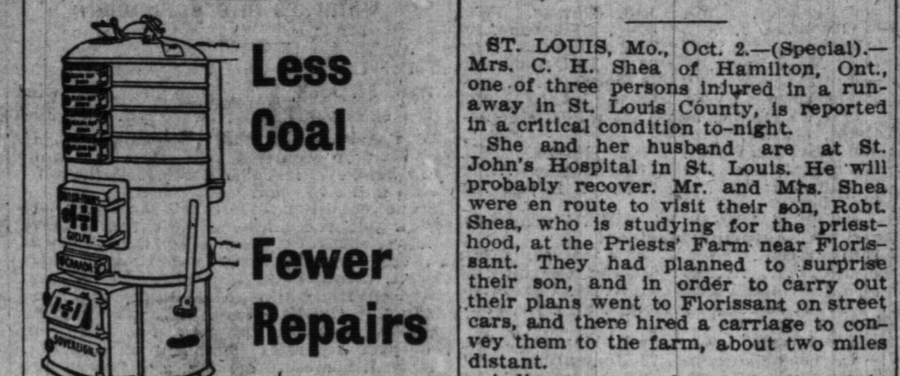 Less
Coal
Fewer
Repairs
CANADA
SOVEREIGN
ST. LOUIS, Mo., Oct. 2.—(Special).—
Mrs. C. H. Shea of Hamilton, Ont.,
one of three persons injured in a run-
away in St. Louis County, is reported
in a critical condition to-night.
She and her husband are at St.
John's Hospital in St. Louis. He will
probably recover. Mr. and Mrs. Shea
were en route to visit their son, Robt.
Shea, who is studying for the priest-
hood, at the Priests' Farm near Floris-
sant. They had planned to surprise
their son, and in order to carry out
their plans went to Florissant on street
cars, and there hired a carriage to con-
vey them to the farm, about two miles
distant.